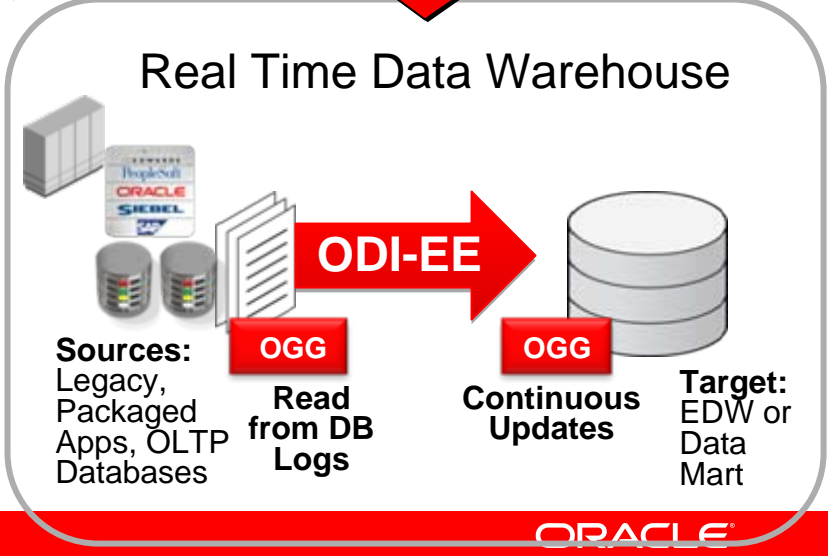 Real Time Data Warehouse
EDWARDS
PeopleSoft
ORACLE
SIEBEL
SAP
ODI-EE
OGG
OGG
Sources:
Legacy,
Packaged
Apps, OLTP
Databases
Read
from DB
Logs
Continuous
Updates
Target:
EDW or
Data
Mart
ORACLE®